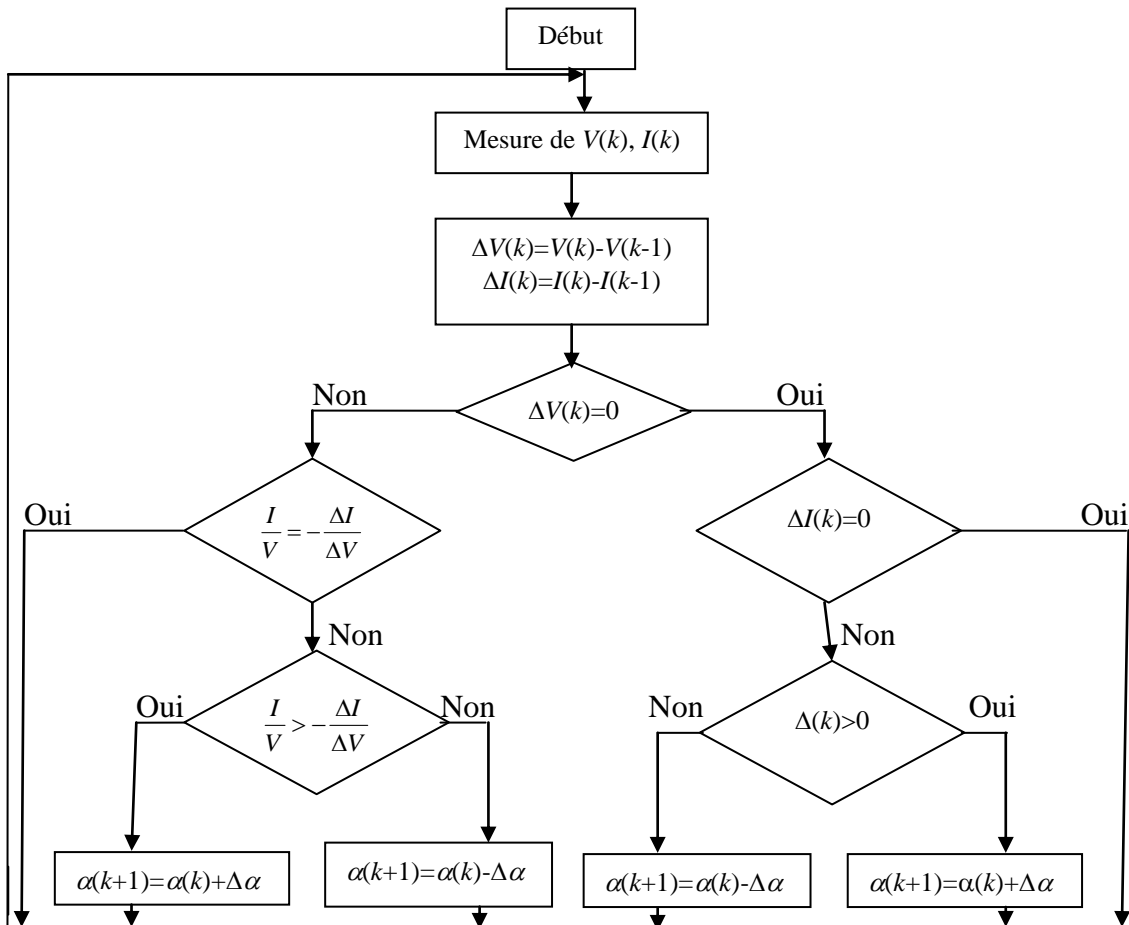 Début
Mesure de V(k), I(k)
ΔV(k)=V(k)-V(k-1)
ΔI(k)=I(k)-I(k-1)
Non
ΔV(k)=0
Oui
Oui
I/V = -ΔI/ΔV
ΔI(k)=0
Oui
Non
Non
Oui
I/V > -ΔI/ΔV
Non
Non
Δ(k)>0
Oui
α(k+1)=α(k)+Δα
α(k+1)=α(k)-Δα
α(k+1)=α(k)-Δα
α(k+1)=α(k)+Δα